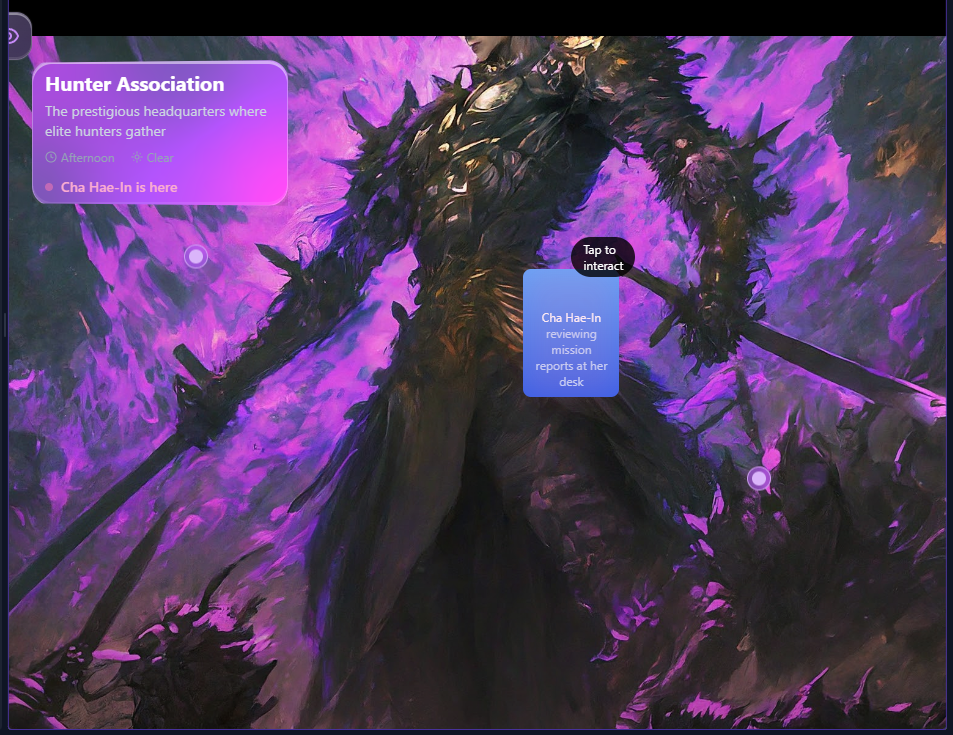 Hunter Association
The prestigious headquarters where
elite hunters gather
Afternoon Clear
Cha Hae-In is here
Tap to
interact
Cha Hae-In
reviewing
mission
reports at her
desk